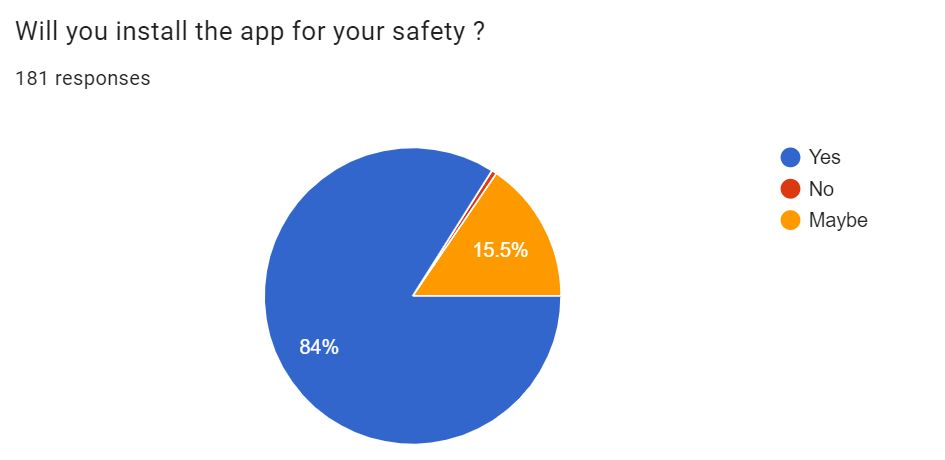 Will you install the app for your safety ?
181 responses
Yes
No
Maybe
15.5%
84%